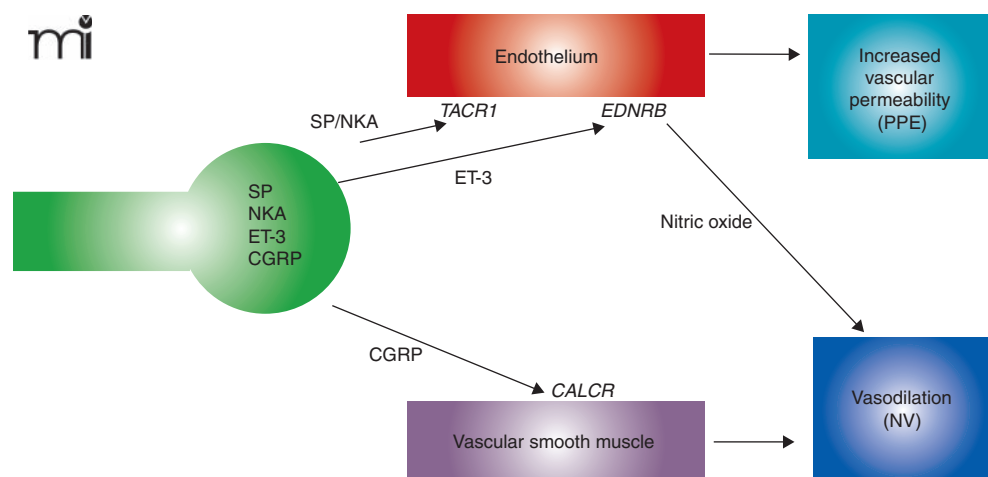 mi
Endothelium
Increased
vascular
permeability
(PPE)
SP/NKA
TACR1
EDNRB
ET-3
SP
NKA
ET-3
CGRP
Nitric oxide
CGRP
CALCR
Vascular smooth muscle
Vasodilation
(NV)